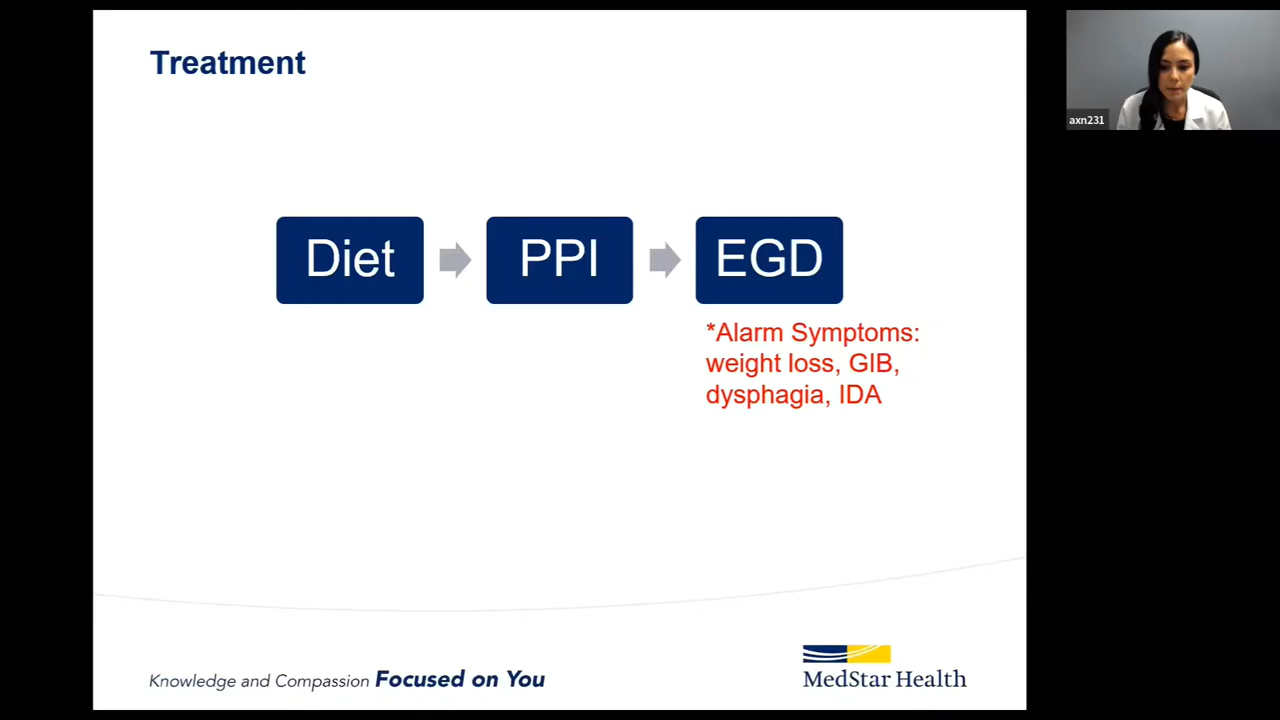 Treatment
Diet
PPI
EGD
*Alarm Symptoms:
weight loss, GIB,
dysphagia, IDA
Knowledge and Compassion Focused on You
MedStar Health
axn231